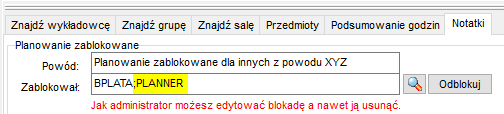 Znajdź wykładowcę Znajdź grupę Znajdź salę Przedmioty Podsumowanie godzin Notatki
Planowanie zablokowane
Powód: Planowanie zablokowane dla innych z powodu XYZ
Zablokował: BPLATA;PLANNER Odblokuj
Jak administrator możesz edytować blokadę a nawet ją usunąć.